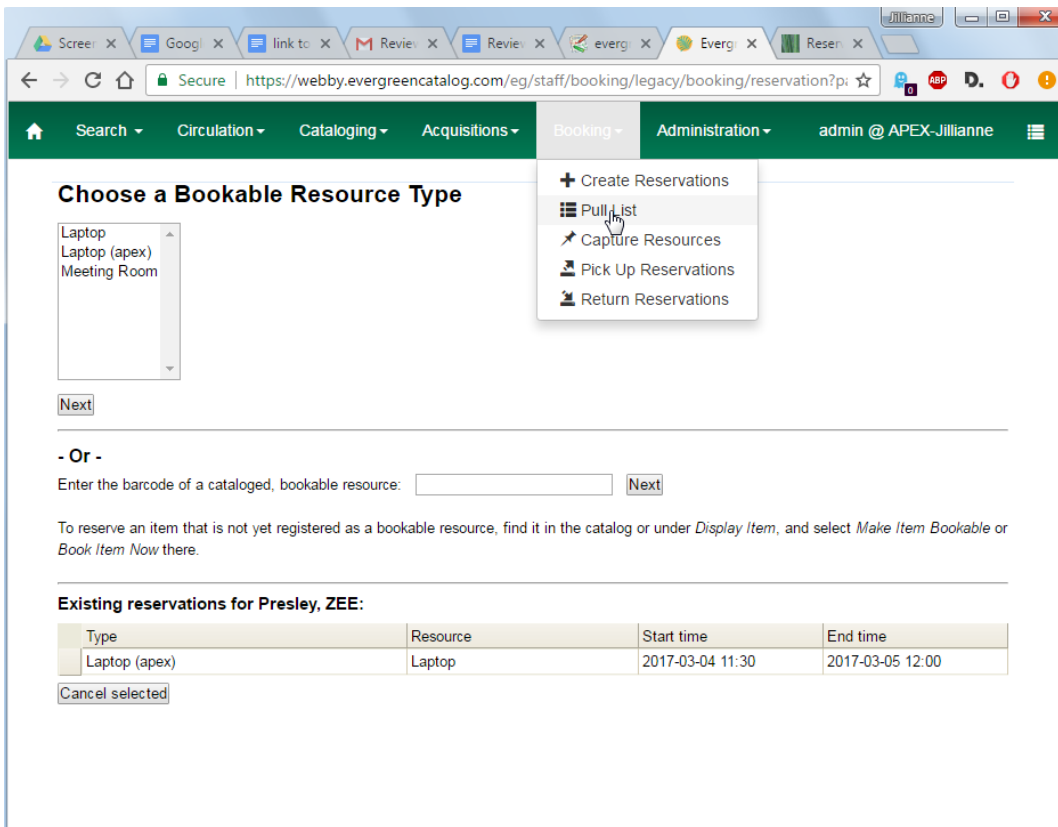 Jillianne
Screen Googl link to Review Review everg Everg Reser
Secure | https://webby.evergreencatalog.com/eg/staff/booking/legacy/booking/reservation?pa
0 ABP D.
Search Circulation Cataloging Acquisitions Booking Administration admin @ APEX-Jillianne
Create Reservations
Pull List
Capture Resources
Pick Up Reservations
Return Reservations
Choose a Bookable Resource Type
Laptop
Laptop (apex)
Meeting Room
Next
- Or -
Enter the barcode of a cataloged, bookable resource: Next
To reserve an item that is not yet registered as a bookable resource, find it in the catalog or under Display Item, and select Make Item Bookable or
Book Item Now there.
Existing reservations for Presley, ZEE:
Type Resource Start time End time
Laptop (apex) Laptop 2017-03-04 11:30 2017-03-05 12:00
Cancel selected